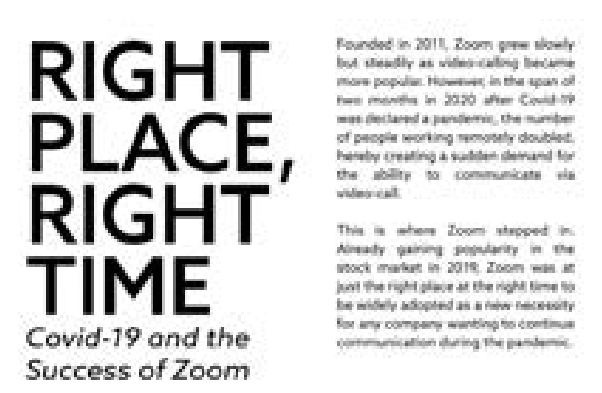 RIGHT
PLACE,
RIGHT
TIME
Covid-19 and the
Success of Zoom
Founded in 2011, Zoom grew slowly
but steadily as video-calling became
more popular. However, in the span of
two months in 2020 after Covid-19
was declared a pandemic, the number
of people working remotely doubled,
hereby creating a sudden demand for
the ability to communicate via
video-call.
This is where Zoom stepped in.
Already gaining popularity in the
stock market in 2019, Zoom was at
just the right place at the right time to
be widely adopted as a new necessity
for any company wanting to continue
communication during the pandemic.